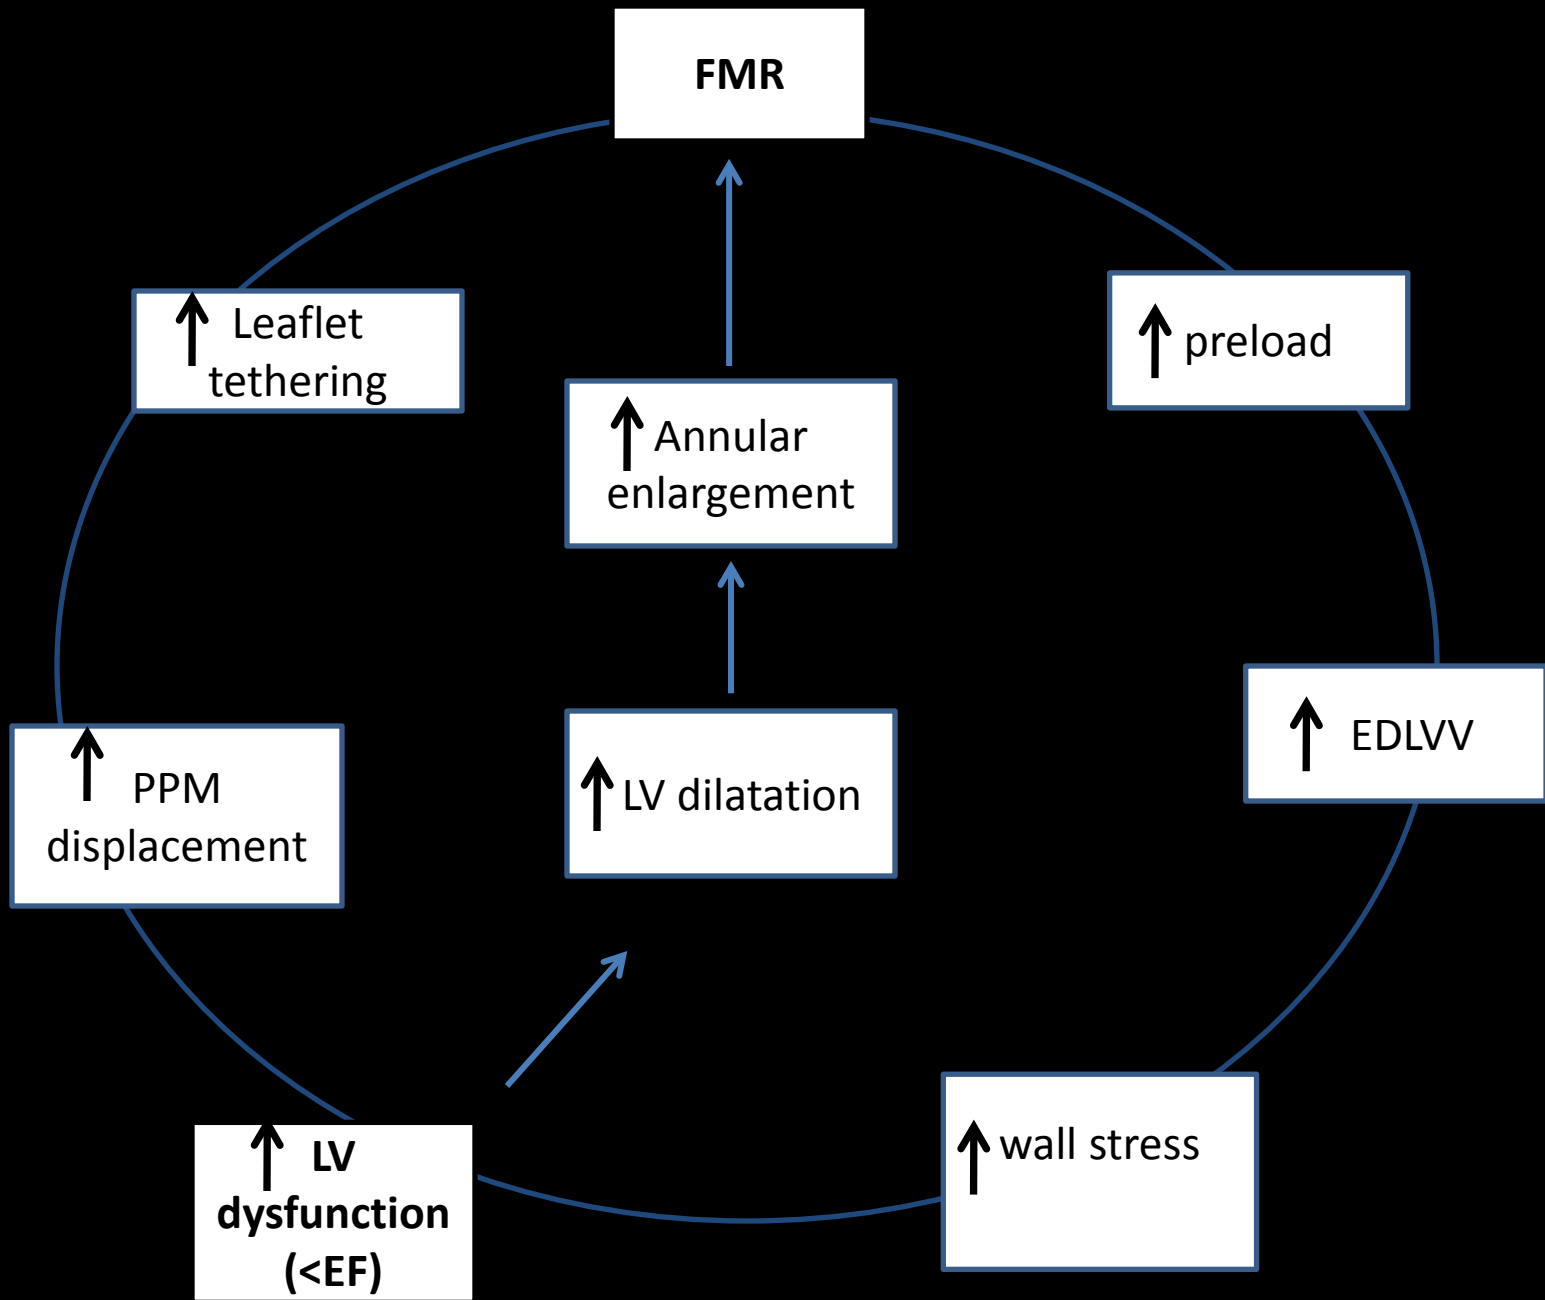 FMR
Leaflet
tethering
preload
Annular
enlargement
EDLVV
PPM
displacement
LV dilatation
wall stress
LV
dysfunction
(<EF)